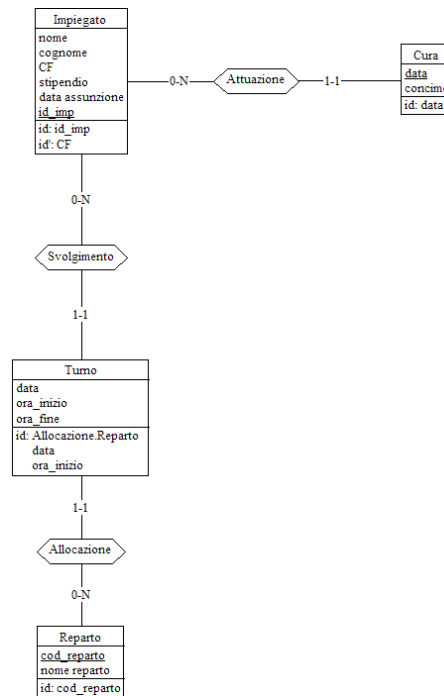 Impiegato
nome
cognome
CF
stipendio
data assunzione
id_imp
id: id_imp
id': CF
0-N
Attuazione
1-1
Cura
data
concime
id: data
0-N
Svolgimento
1-1
Turno
data
ora_inizio
ora_fine
id: Allocazione.Reparto
data
ora_inizio
1-1
Allocazione
0-N
Reparto
cod_reparto
nome reparto
id: cod_reparto